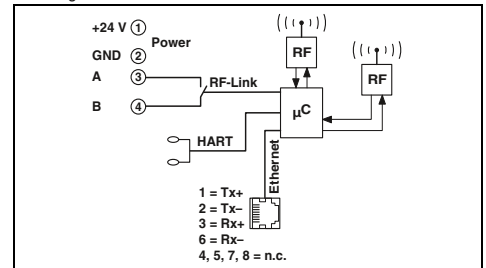 +24 V 1
Power
GND 2
A 3
RF-Link
B 4
RF
RF
µC
HART
Ethernet
1 = Tx+
2 = Tx–
3 = Rx+
6 = Rx–
4, 5, 7, 8 = n.c.